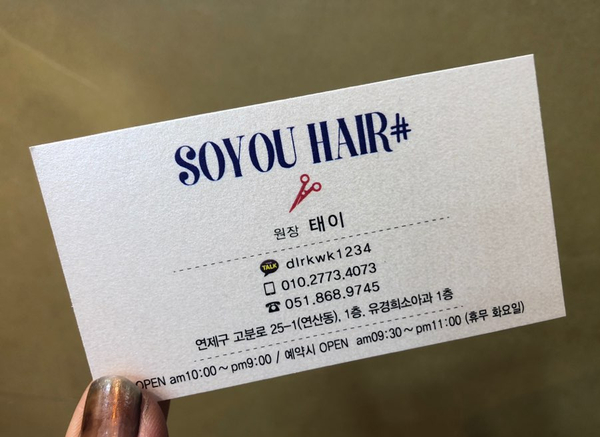 SOYOU HAIR#
원장 태이
TALK dlrkwk1234
010.2773.4073
051.868.9745
연제구 고분로 25-1(연산동), 1층, 유경희소아과 1층
OPEN am10:00~pm9:00 / 예약시 OPEN am09:30~pm11:00 (휴무 화요일)